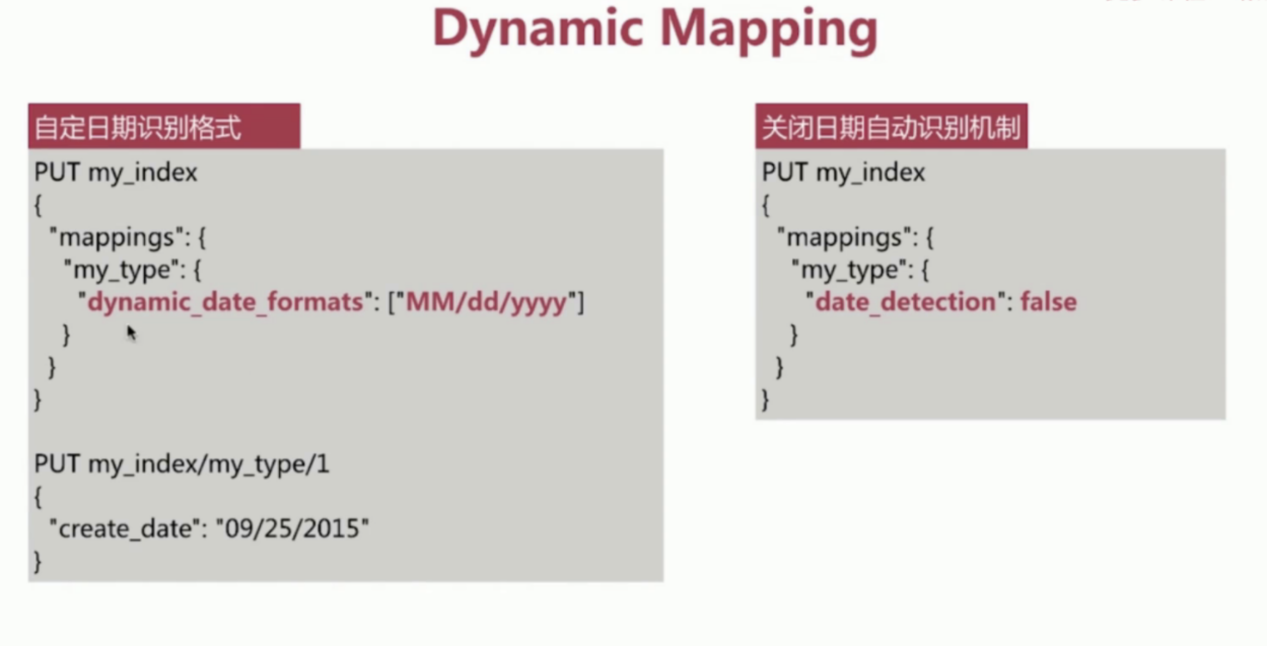 Dynamic Mapping
自定日期识别格式
PUT my_index
{
"mappings": {
"my_type": {
"dynamic_date_formats": ["MM/dd/yyyy"]
}
}
}
PUT my_index/my_type/1
{
"create_date": "09/25/2015"
}
关闭日期自动识别机制
PUT my_index
{
"mappings": {
"my_type": {
"date_detection": false
}
}
}